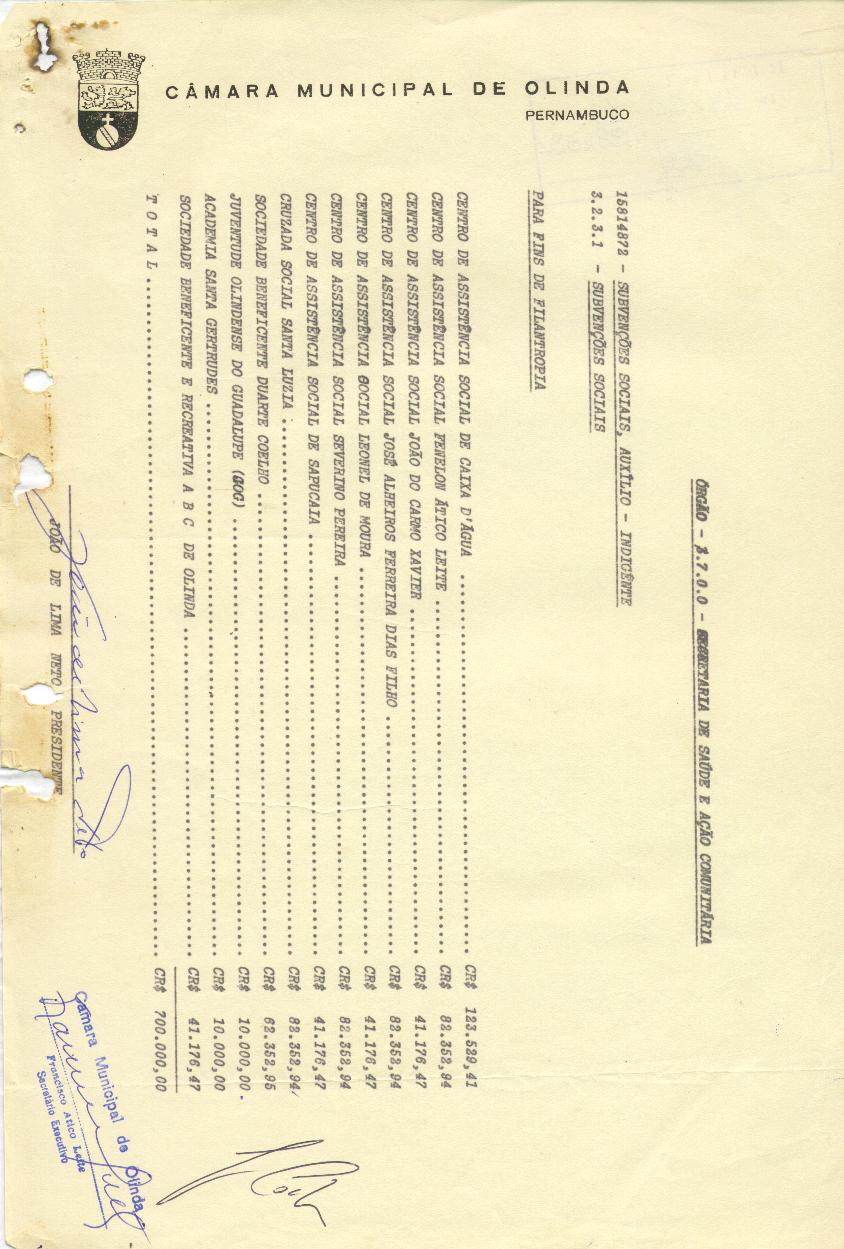 CÂMARA MUNICIPAL DE OLINDA
PERNAMBUCO
ÓRGÃO - 1.7.0.0 - SECRETARIA DE SAÚDE E AÇÃO COMUNITÁRIA
15814872 - SUBVENÇÕES SOCIAIS, AUXÍLIO - INDIGÊNTE
3.2.3.1 - SUBVENÇÕES SOCIAIS
PARA FINS DE FILANTROPIA
CENTRO DE ASSISTÊNCIA SOCIAL DE CAIXA D'ÁGUA ........ CR$ 123.529,41
CENTRO DE ASSISTÊNCIA SOCIAL FENELON ÁTICO LEITE ........ CR$ 82.352,94
CENTRO DE ASSISTÊNCIA SOCIAL JOÃO DO CARMO XAVIER ........ CR$ 41.176,47
CENTRO DE ASSISTÊNCIA SOCIAL JOSÉ ALHEIROS FERREIRA DIAS FILHO ........ CR$ 82.352,94
CENTRO DE ASSISTÊNCIA SOCIAL LEONEL DE MOURA ........ CR$ 41.176,47
CENTRO DE ASSISTÊNCIA SOCIAL SEVERINO PEREIRA ........ CR$ 82.352,94
CENTRO DE ASSISTÊNCIA SOCIAL DE SAPUCAIA ........ CR$ 41.176,47
CRUZADA SOCIAL SANTA LUZIA ........ CR$ 82.352,94
SOCIEDADE BENEFICENTE DUARTE COELHO ........ CR$ 62.352,95
JUVENTUDE OLINDENSE DO GUADALUPE (GOG) ........ CR$ 10.000,00.
ACADEMIA SANTA GERTRUDES ........ CR$ 10.000,00
SOCIEDADE BENEFICENTE E RECREATIVA A B C DE OLINDA ........ CR$ 41.176,47
T O T A L ........ CR$ 700.000,00
João de Lima Neto
JOÃO DE LIMA NETO PRESIDENTE
Câmara Municipal de Olinda
Francisco Atico Leite
Secretário Executivo